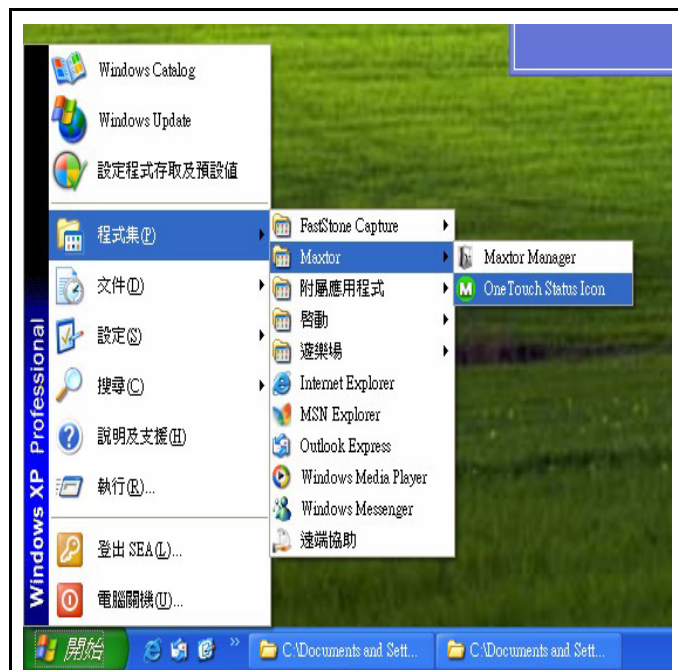 Windows Catalog
Windows Update
設定程式存取及預設值
程式集(P)
文件(D)
設定(S)
搜尋(C)
說明及支援(H)
執行(R)...
登出 SEA(L)...
電腦關機(U)...
Windows XP Professional
FastStone Capture
Maxtor
附屬應用程式
啟動
遊樂場
Internet Explorer
MSN Explorer
Outlook Express
Windows Media Player
Windows Messenger
遠端協助
Maxtor Manager
OneTouch Status Icon
開始
C:\Documents and Sett...
C:\Documents and Sett...